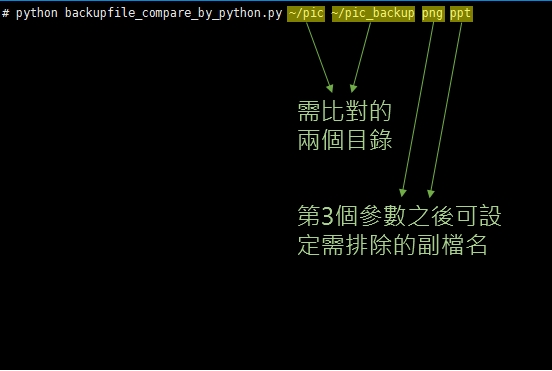 # python backupfile_compare_by_python.py ~/pic ~/pic_backup png ppt
需比對的
兩個目錄
第3個參數之後可設
定需排除的副檔名